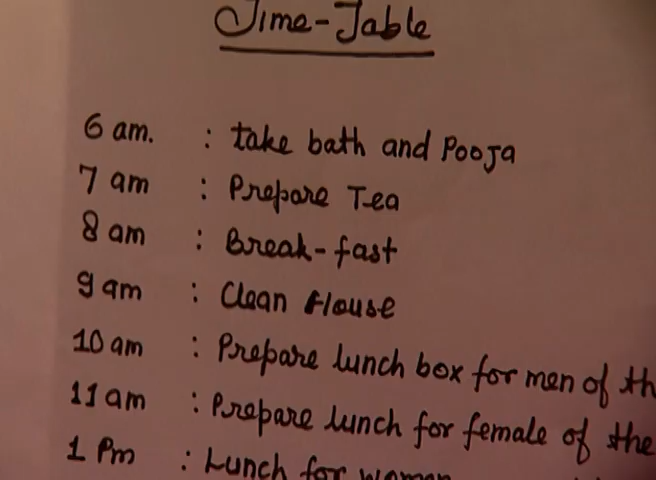 Time-Table
6 am. : take bath and Pooja
7 am : Prepare Tea
8 am : Break-fast
9 am : Clean House
10 am : Prepare lunch box for men of
11 am : Prepare lunch for female of the
1 Pm : Lunch for women